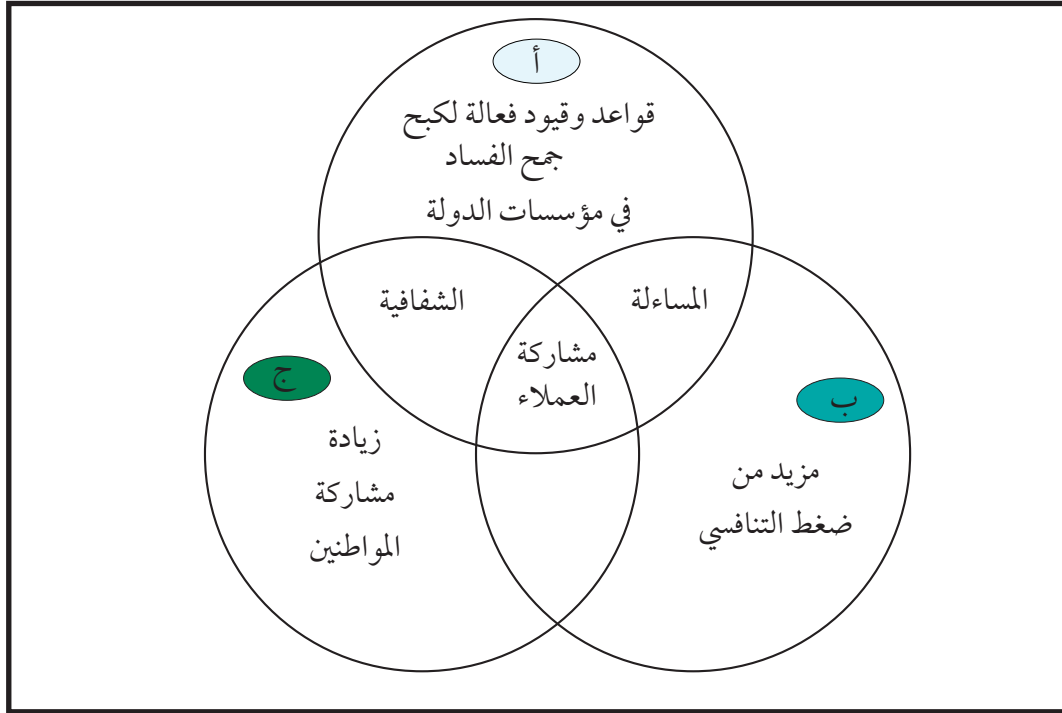 أ
قواعد وقيود فعالة لكبح
جمح الفساد
في مؤسسات الدولة
المساءلة
الشفافية
مشاركة
العملاء
ب
مزيد من
ضغط التنافسي
ج
زيادة
مشاركة
المواطنين